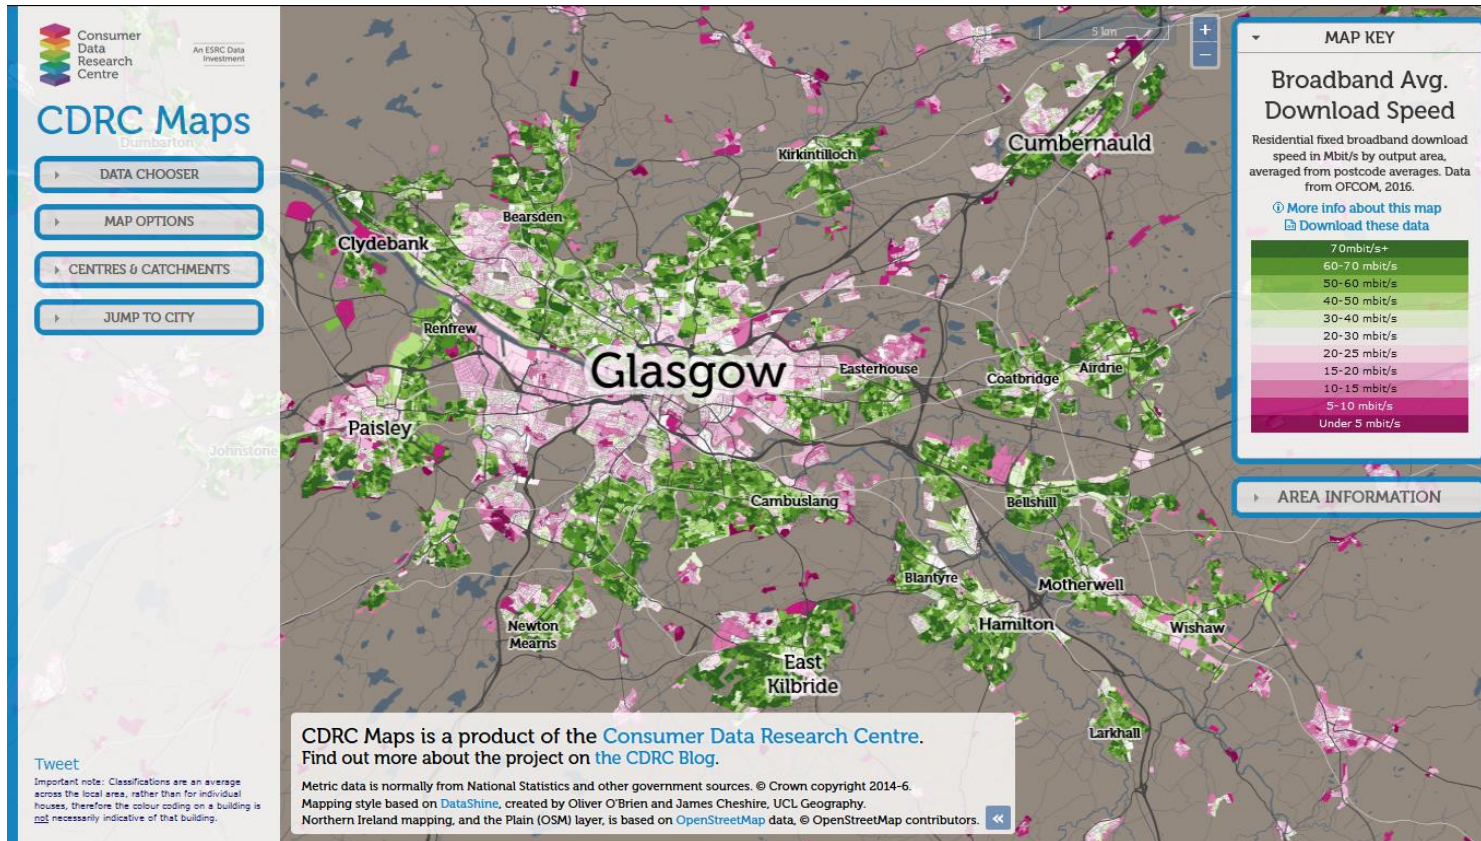 Consumer
Data
Research
Centre
An ESRC Data
Investment
CDRC Maps
Dumbarton
DATA CHOOSER
MAP OPTIONS
CENTRES & CATCHMENTS
JUMP TO CITY
Johnstone
Tweet
Important note: Classifications are an average
across the local area, rather than for individual
houses, therefore the colour coding on a building is
not necessarily indicative of that building.
5 km
+
−
Cumbernauld
Kirkintilloch
Bearsden
Clydebank
Renfrew
Glasgow
Easterhouse
Coatbridge
Airdrie
Paisley
Cambuslang
Bellshill
Blantyre
Motherwell
Newton
Mearns
Hamilton
Wishaw
East
Kilbride
Larkhall
MAP KEY
Broadband Avg.
Download Speed
Residential fixed broadband download
speed in Mbit/s by output area,
averaged from postcode averages. Data
from OFCOM, 2016.
More info about this map
Download these data
70mbit/s+
60-70 mbit/s
50-60 mbit/s
40-50 mbit/s
30-40 mbit/s
20-30 mbit/s
20-25 mbit/s
15-20 mbit/s
10-15 mbit/s
5-10 mbit/s
Under 5 mbit/s
AREA INFORMATION
CDRC Maps is a product of the Consumer Data Research Centre.
Find out more about the project on the CDRC Blog.
Metric data is normally from National Statistics and other government sources. © Crown copyright 2014-6.
Mapping style based on DataShine, created by Oliver O'Brien and James Cheshire, UCL Geography.
Northern Ireland mapping, and the Plain (OSM) layer, is based on OpenStreetMap data, © OpenStreetMap contributors.
«